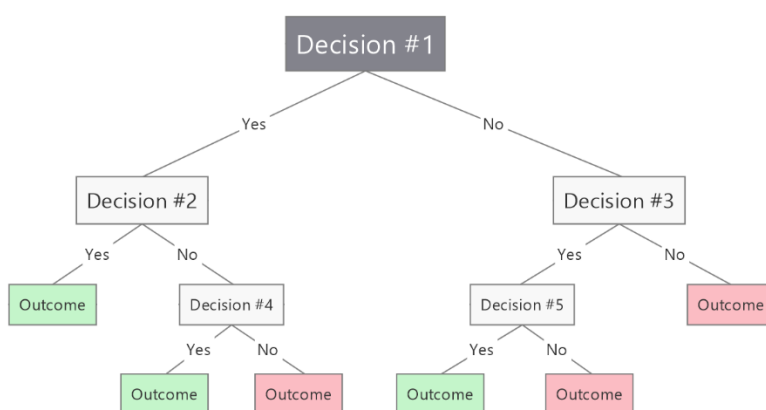 Decision #1
Yes
No
Decision #2
Decision #3
Yes
No
Yes
No
Outcome
Decision #4
Decision #5
Outcome
Yes
No
Yes
No
Outcome
Outcome
Outcome
Outcome